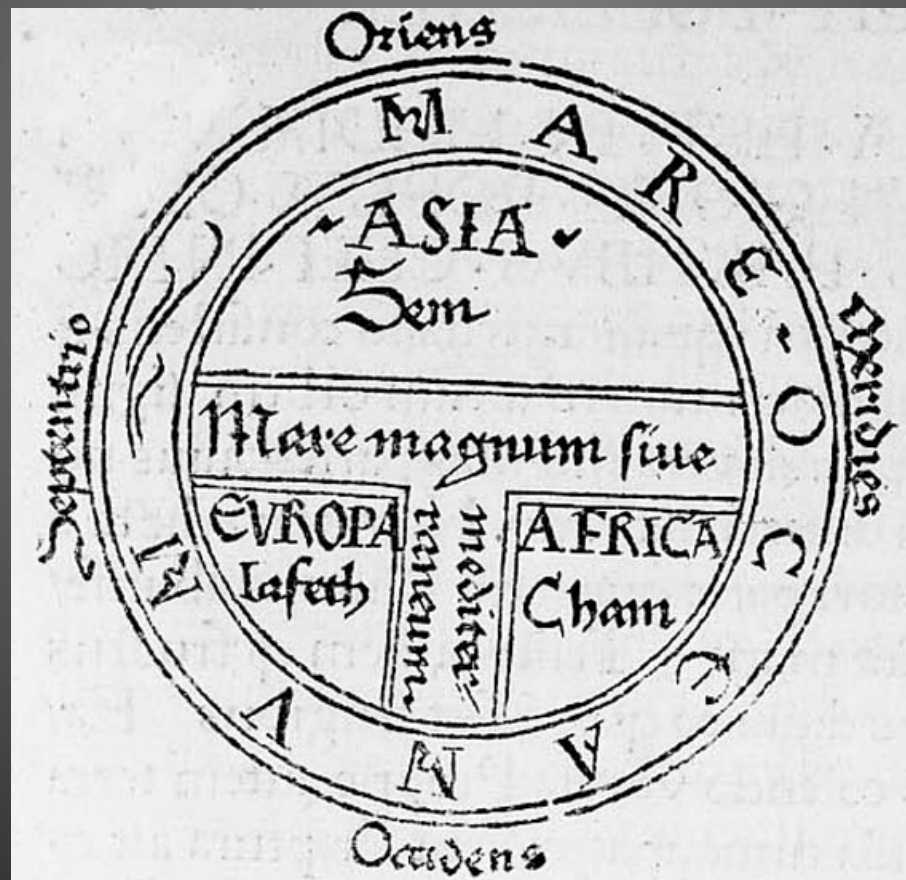 Oriens
MARE·OCEANVM
·ASIA·
Sem
Septentrio
Meridies
Mare magnum siue
mediter
raneum
EVROPA
Iafeth
AFRICA
Cham
Occidens